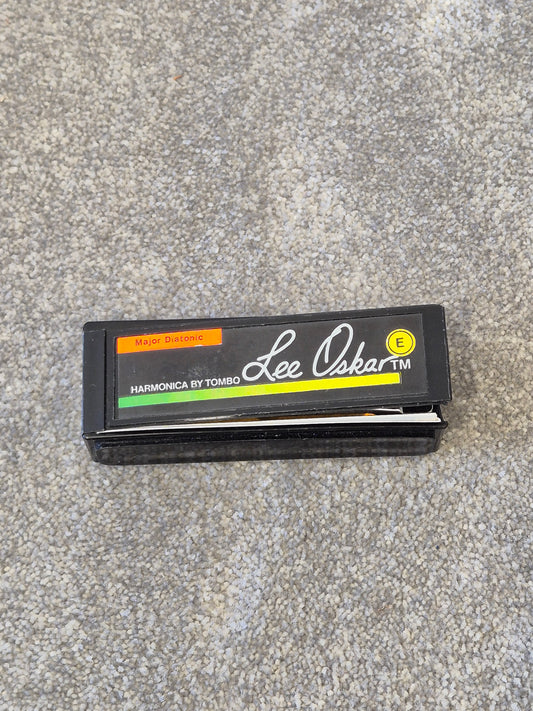 Major Diatonic
E
Lee Oskar TM
HARMONICA BY TOMBO